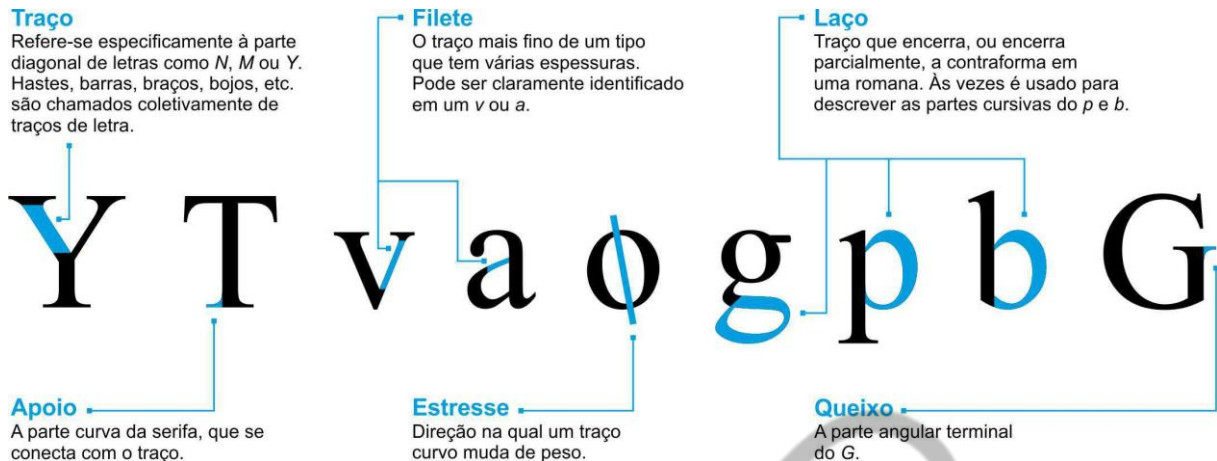 Traço
Refere-se especificamente à parte
diagonal de letras como N, M ou Y.
Hastes, barras, braços, bojos, etc.
são chamados coletivamente de
traços de letra.
Filete
O traço mais fino de um tipo
que tem várias espessuras.
Pode ser claramente identificado
em um v ou a.
Laço
Traço que encerra, ou encerra
parcialmente, a contraforma em
uma romana. Às vezes é usado para
descrever as partes cursivas do p e b.
Y T v a o g p b G
Apoio
A parte curva da serifa, que se
conecta com o traço.
Estresse
Direção na qual um traço
curvo muda de peso.
Queixo
A parte angular terminal
do G.